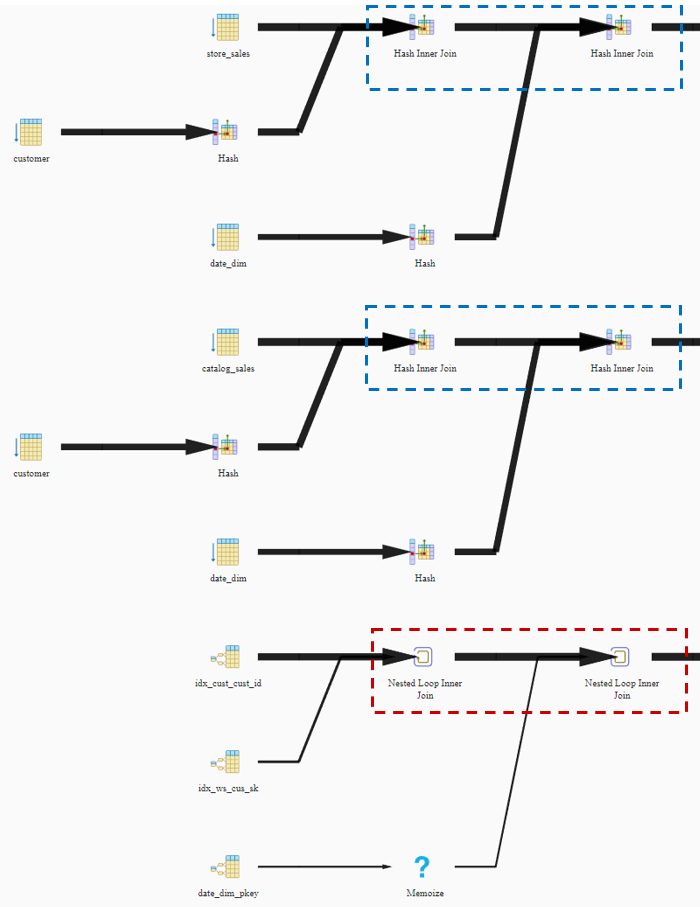 store_sales
Hash Inner Join
Hash Inner Join
customer
Hash
date_dim
Hash
catalog_sales
Hash Inner Join
Hash Inner Join
customer
Hash
date_dim
Hash
idx_cust_cust_id
Nested Loop Inner
Join
Nested Loop Inner
Join
idx_ws_cus_sk
date_dim_pkey
?
Memoize